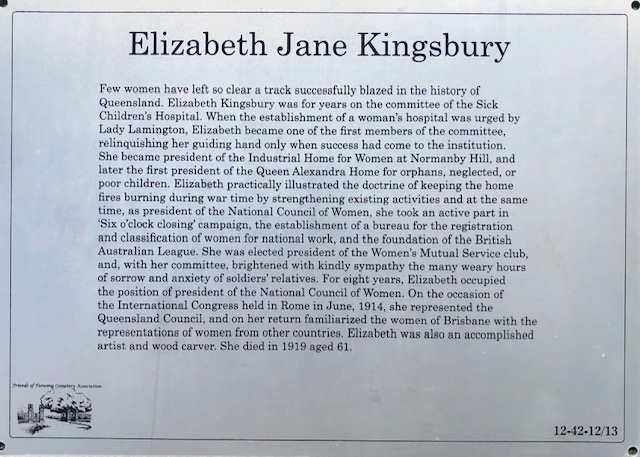 Elizabeth Jane Kingsbury
Few women have left so clear a track successfully blazed in the history of
Queensland. Elizabeth Kingsbury was for years on the committee of the Sick
Children's Hospital. When the establishment of a woman's hospital was urged by
Lady Lamington, Elizabeth became one of the first members of the committee,
relinquishing her guiding hand only when success had come to the institution.
She became president of the Industrial Home for Women at Normanby Hill, and
later the first president of the Queen Alexandra Home for orphans, neglected, or
poor children. Elizabeth practically illustrated the doctrine of keeping the home
fires burning during war time by strengthening existing activities and at the same
time, as president of the National Council of Women, she took an active part in
'Six o'clock closing' campaign, the establishment of a bureau for the registration
and classification of women for national work, and the foundation of the British
Australian League. She was elected president of the Women's Mutual Service club,
and, with her committee, brightened with kindly sympathy the many weary hours
of sorrow and anxiety of soldiers' relatives. For eight years, Elizabeth occupied
the position of president of the National Council of Women. On the occasion of
the International Congress held in Rome in June, 1914, she represented the
Queensland Council, and on her return familiarized the women of Brisbane with the
representations of women from other countries. Elizabeth was also an accomplished
artist and wood carver. She died in 1919 aged 61.
Friends of Toowong Cemetery Association
12-42-12/13